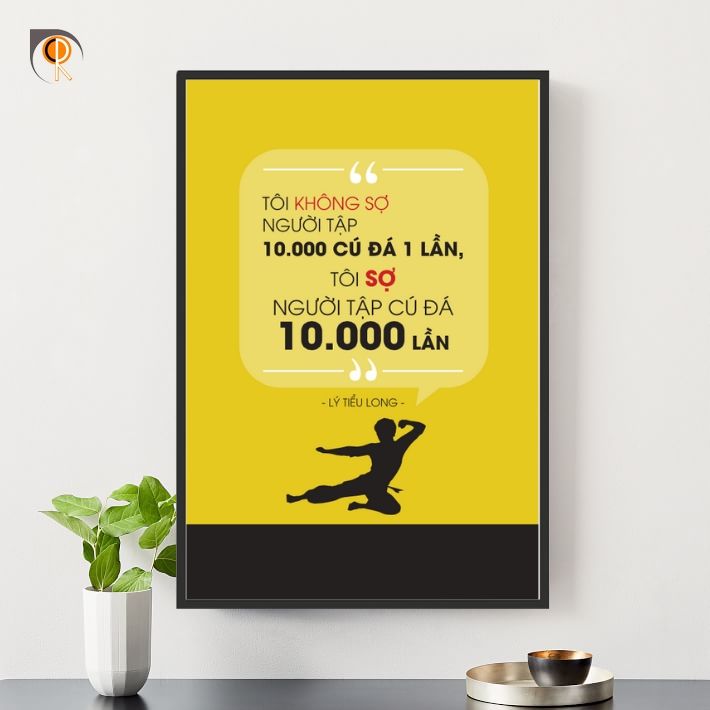 TÔI KHÔNG SỢ
NGƯỜI TẬP
10.000 CÚ ĐÁ 1 LẦN,
TÔI SỢ
NGƯỜI TẬP CÚ ĐÁ
10.000 LẦN
- LÝ TIỂU LONG -